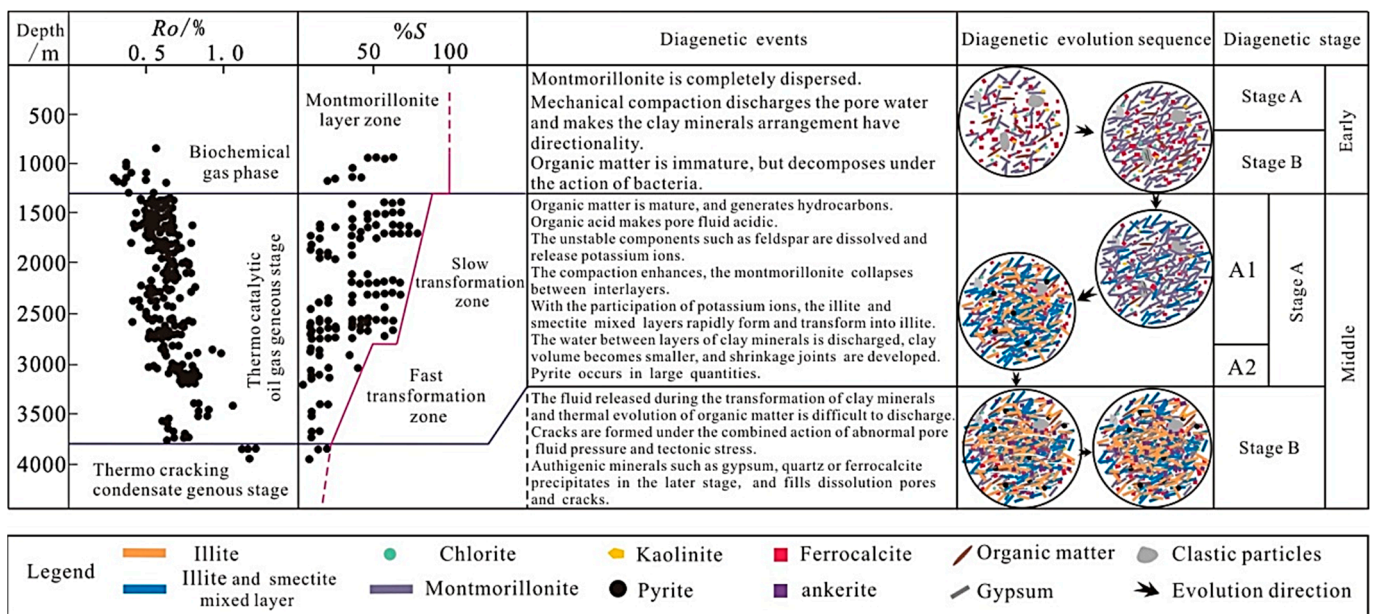 Depth /m
Ro/%
0.5 1.0
%S
50 100
Diagenetic events
Diagenetic evolution sequence
Diagenetic stage
500
1000
1500
2000
2500
3000
3500
4000
Biochemical
gas phase
Thermo catalytic
oil gas geneous stage
Thermo cracking
condensate genous stage
Montmorillonite
layer zone
Slow
transformation
zone
Fast
transformation
zone
Montmorillonite is completely dispersed.
Mechanical compaction discharges the pore water
and makes the clay minerals arrangement have
directionality.
Organic matter is immature, but decomposes under
the action of bacteria.
Organic matter is mature, and generates hydrocarbons.
Organic acid makes pore fluid acidic.
The unstable components such as feldspar are dissolved and
release potassium ions.
The compaction enhances, the montmorillonite collapses
between interlayers.
With the participation of potassium ions, the illite and
smectite mixed layers rapidly form and transform into illite.
The water between layers of clay minerals is discharged, clay
volume becomes smaller, and shrinkage joints are developed.
Pyrite occurs in large quantities.
The fluid released during the transformation of clay minerals
and thermal evolution of organic matter is difficult to discharge.
Cracks are formed under the combined action of abnormal pore
fluid pressure and tectonic stress.
Authigenic minerals such as gypsum, quartz or ferrocalcite
precipitates in the later stage, and fills dissolution pores
and cracks.
Stage A
Stage B
Early
A1
A2
Stage A
Stage B
Middle
Legend
Illite
Chlorite
Kaolinite
Ferrocalcite
Organic matter
Clastic particles
Illite and smectite
mixed layer
Montmorillonite
Pyrite
ankerite
Gypsum
Evolution direction